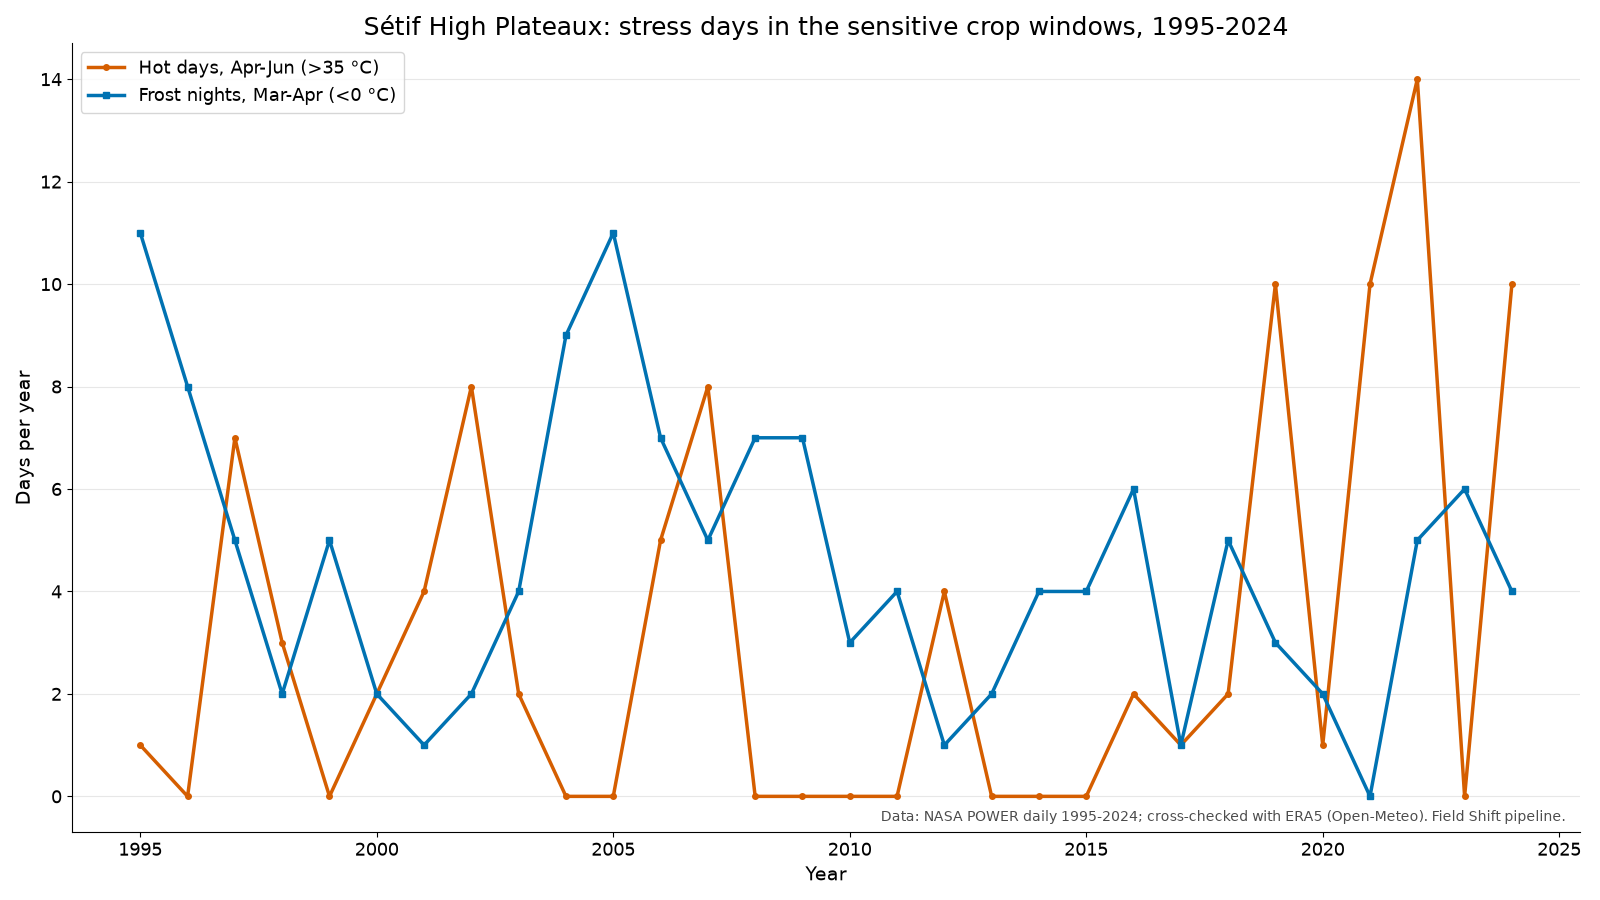 Sétif High Plateaux: stress days in the sensitive crop windows, 1995-2024
Hot days, Apr-Jun (>35 °C)
Frost nights, Mar-Apr (<0 °C)
Days per year
14
12
10
8
6
4
2
0
Data: NASA POWER daily 1995-2024; cross-checked with ERA5 (Open-Meteo). Field Shift pipeline.
1995 2000 2005 2010 2015 2020 2025
Year